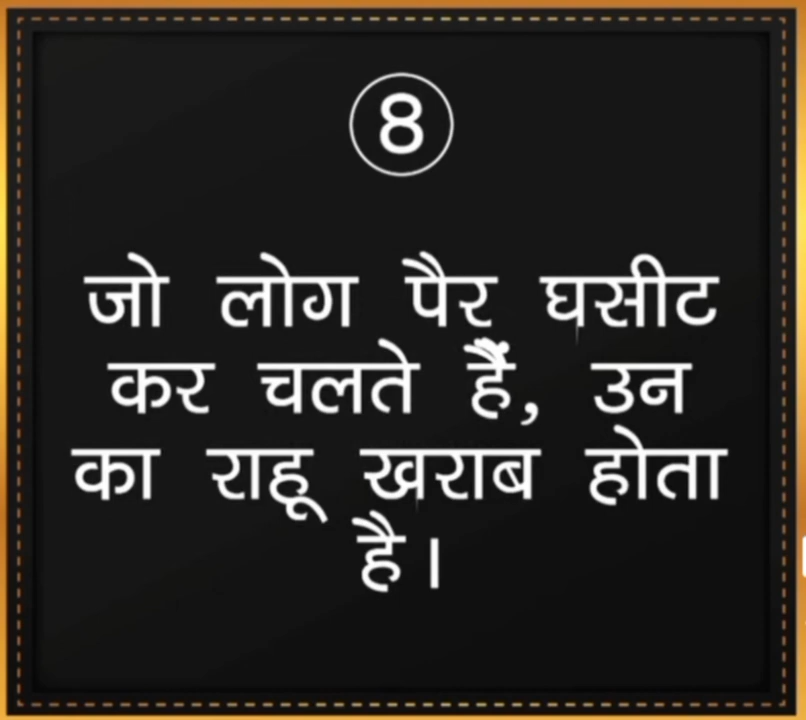 8
जो लोग पैर घसीट
कर चलते हैं, उन
का राहू खराब होता
है।